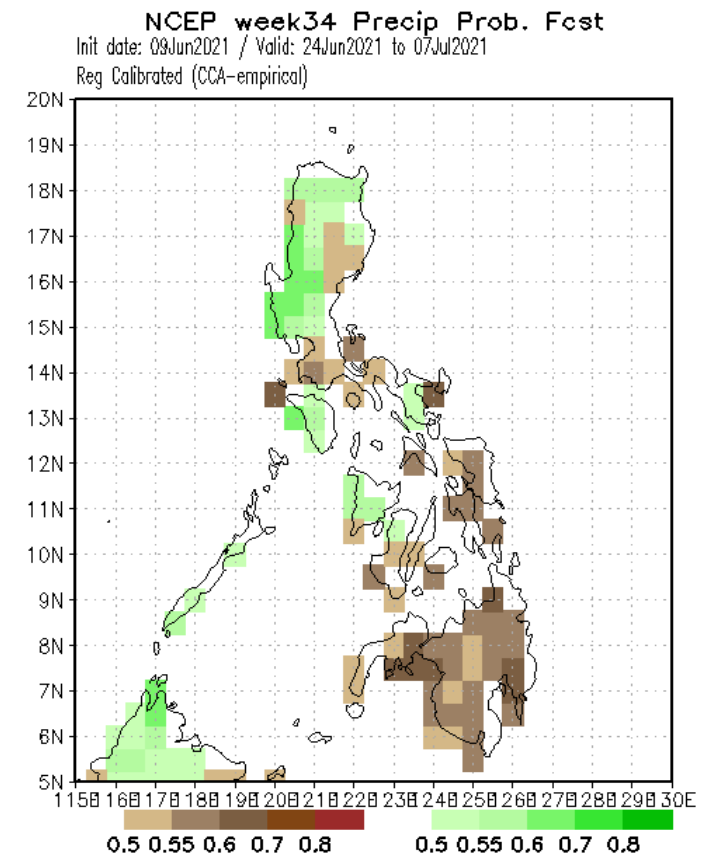 NCEP week34 Precip Prob. Fcst
Init date: 09Jun2021 / Valid: 24Jun2021 to 07Jul2021
Reg Calibrated (CCA-empirical)
20N
19N
18N
17N
16N
15N
14N
13N
12N
11N
10N
9N
8N
7N
6N
5N
115E 116E 117E 118E 119E 120E 121E 122E 123E 124E 125E 126E 127E 128E 129E 130E
0.5 0.55 0.6 0.7 0.8 0.5 0.55 0.6 0.7 0.8